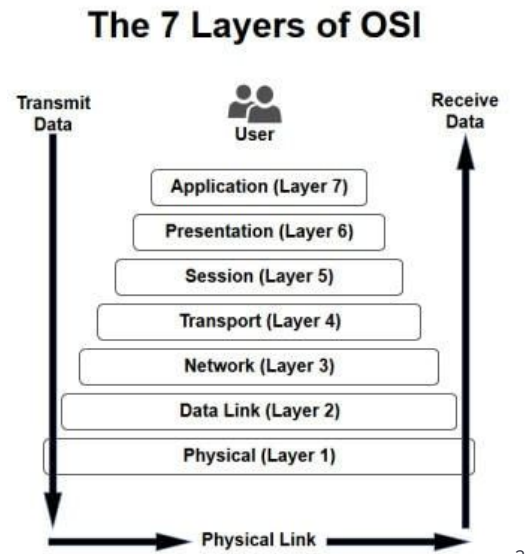 The 7 Layers of OSI
Transmit
Data
User
Receive
Data
Application (Layer 7)
Presentation (Layer 6)
Session (Layer 5)
Transport (Layer 4)
Network (Layer 3)
Data Link (Layer 2)
Physical (Layer 1)
Physical Link